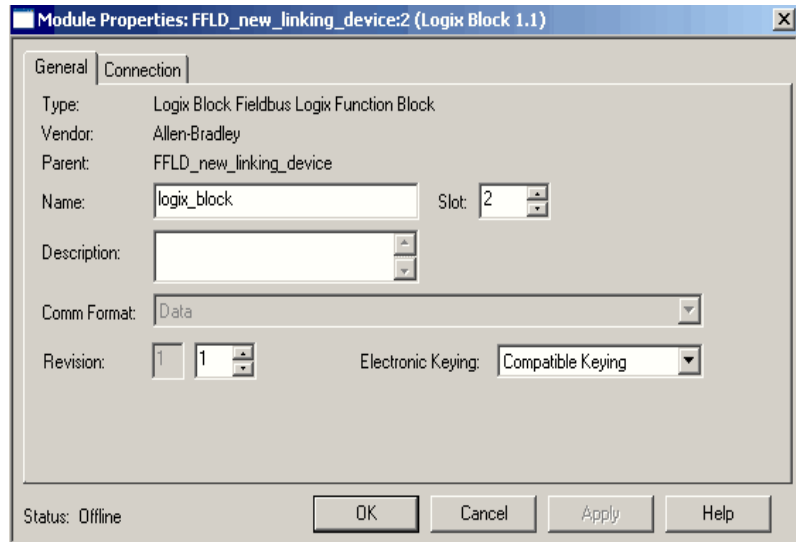 Module Properties: FFLD_new_linking_device:2 (Logix Block 1.1)
General Connection
Type: Logix Block Fieldbus Logix Function Block
Vendor: Allen-Bradley
Parent: FFLD_new_linking_device
Name: logix_block Slot: 2
Description:
Comm Format: Data
Revision: 1 1 Electronic Keying: Compatible Keying
Status: Offline OK Cancel Apply Help